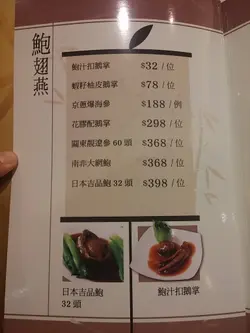 鮑翅燕
鮑汁扣鵝掌 $32 / 位
蝦籽柚皮鵝掌 $78 / 位
京蔥爆海參 $188 / 例
花膠配鵝掌 $298 / 位
關東靚遼參 60 頭 $368 / 位
南非大網鮑 $368 / 位
日本吉品鮑 32 頭 $398 / 位
日本吉品鮑
32 頭
鮑汁扣鵝掌